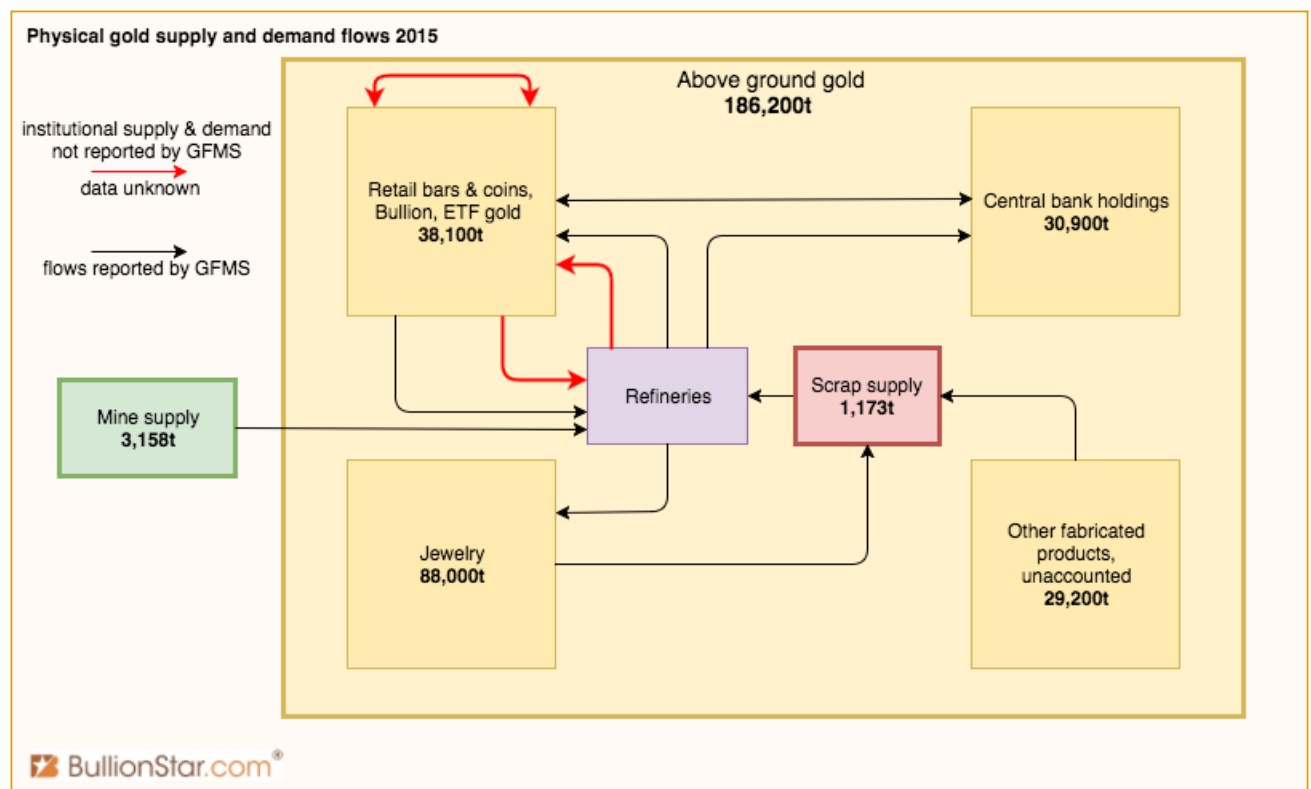 Physical gold supply and demand flows 2015
Above ground gold
186,200t
institutional supply & demand
not reported by GFMS
data unknown
flows reported by GFMS
Retail bars & coins,
Bullion, ETF gold
38,100t
Central bank holdings
30,900t
Mine supply
3,158t
Refineries
Scrap supply
1,173t
Jewelry
88,000t
Other fabricated
products,
unaccounted
29,200t
BullionStar.com®